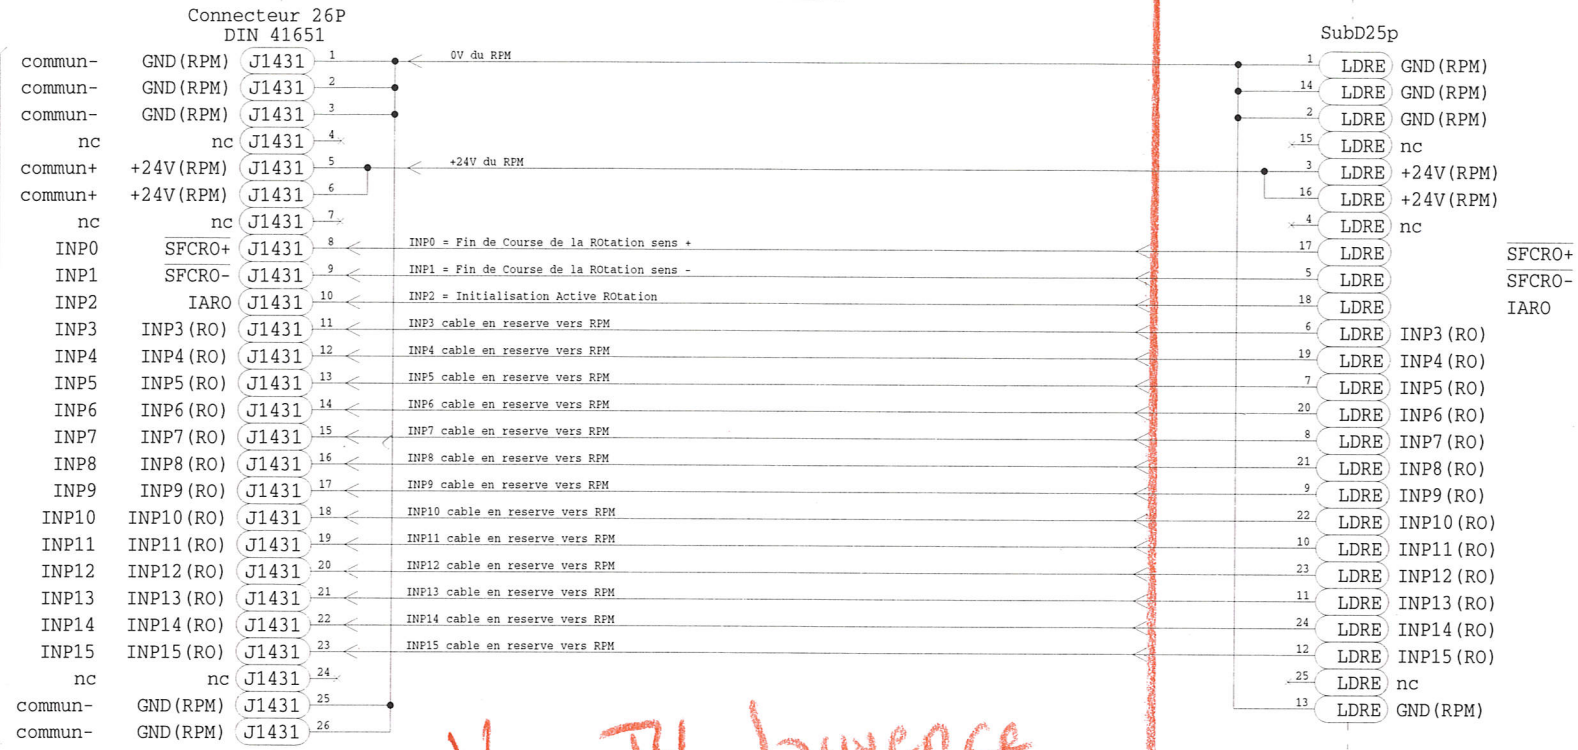 Connecteur 26P
DIN 41651
SubD25p
commun- GND(RPM) J1431 1 0V du RPM 1 LDRE GND(RPM)
commun- GND(RPM) J1431 2 14 LDRE GND(RPM)
commun- GND(RPM) J1431 3 2 LDRE GND(RPM)
nc nc J1431 4 15 LDRE nc
commun+ +24V(RPM) J1431 5 +24V du RPM 3 LDRE +24V(RPM)
commun+ +24V(RPM) J1431 6 16 LDRE +24V(RPM)
nc nc J1431 7 4 LDRE nc
INP0 SFCRO+ J1431 8 INP0 = Fin de Course de la ROtation sens + 17 LDRE SFCRO+
INP1 SFCRO- J1431 9 INP1 = Fin de Course de la ROtation sens - 5 LDRE SFCRO-
INP2 IARO J1431 10 INP2 = Initialisation Active ROtation 18 LDRE IARO
INP3 INP3(RO) J1431 11 INP3 cable en reserve vers RPM 6 LDRE INP3(RO)
INP4 INP4(RO) J1431 12 INP4 cable en reserve vers RPM 19 LDRE INP4(RO)
INP5 INP5(RO) J1431 13 INP5 cable en reserve vers RPM 7 LDRE INP5(RO)
INP6 INP6(RO) J1431 14 INP6 cable en reserve vers RPM 20 LDRE INP6(RO)
INP7 INP7(RO) J1431 15 INP7 cable en reserve vers RPM 8 LDRE INP7(RO)
INP8 INP8(RO) J1431 16 INP8 cable en reserve vers RPM 21 LDRE INP8(RO)
INP9 INP9(RO) J1431 17 INP9 cable en reserve vers RPM 9 LDRE INP9(RO)
INP10 INP10(RO) J1431 18 INP10 cable en reserve vers RPM 22 LDRE INP10(RO)
INP11 INP11(RO) J1431 19 INP11 cable en reserve vers RPM 10 LDRE INP11(RO)
INP12 INP12(RO) J1431 20 INP12 cable en reserve vers RPM 23 LDRE INP12(RO)
INP13 INP13(RO) J1431 21 INP13 cable en reserve vers RPM 11 LDRE INP13(RO)
INP14 INP14(RO) J1431 22 INP14 cable en reserve vers RPM 24 LDRE INP14(RO)
INP15 INP15(RO) J1431 23 INP15 cable en reserve vers RPM 12 LDRE INP15(RO)
nc nc J1431 24 25 LDRE nc
commun- GND(RPM) J1431 25 13 LDRE GND(RPM)
commun- GND(RPM) J1431 26